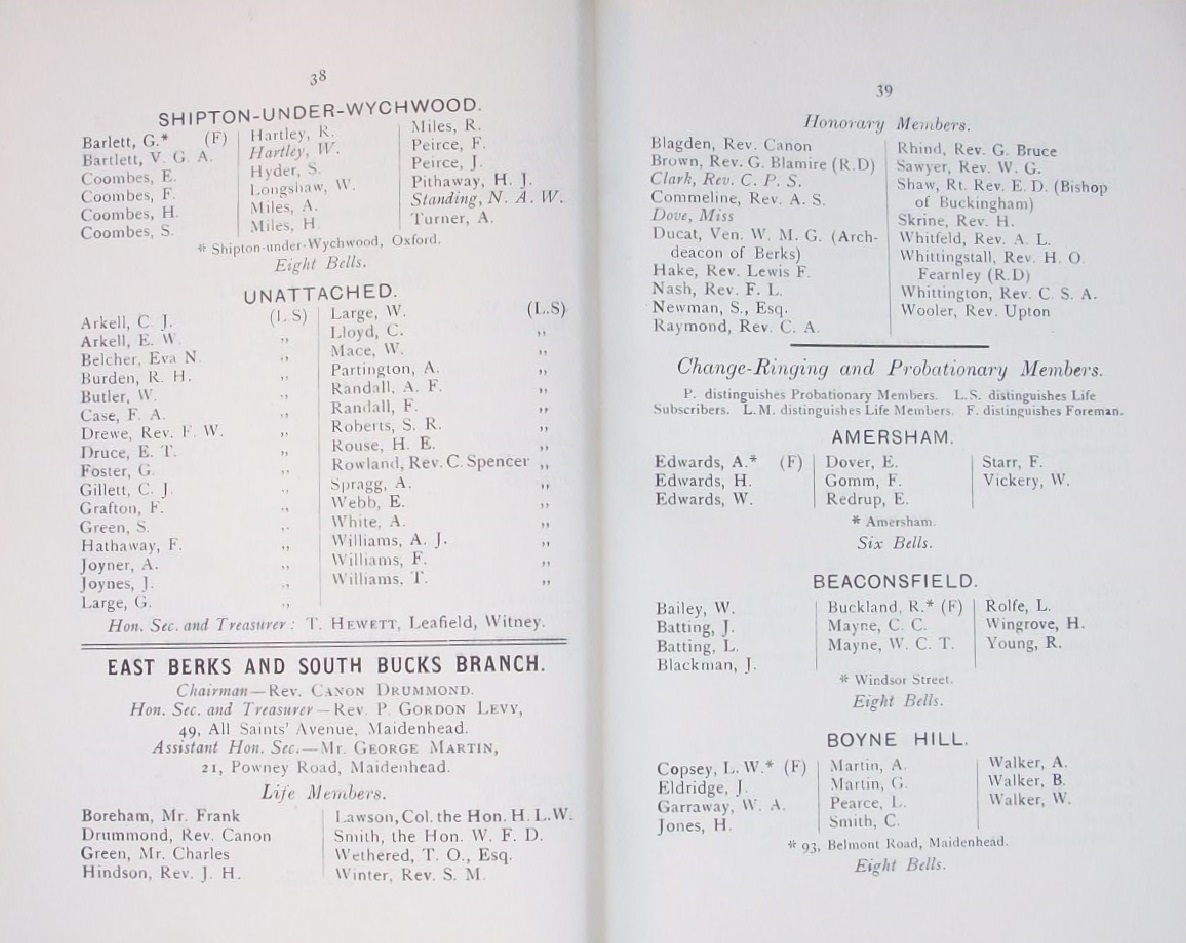 38
SHIPTON-UNDER-WYCHWOOD.
Barlett, G.* (F)
Bartlett, V. G. A.
Coombes, E.
Coombes, F.
Coombes, H.
Coombes, S.
Hartley, R.
Hartley, W.
Hyder, S.
Longshaw, W.
Miles, A.
Miles, H.
Miles, R.
Peirce, F.
Peirce, J.
Pithaway, H. J.
Standing, N. A. W.
Turner, A.
* Shipton-under-Wychwood, Oxford.
Eight Bells.
UNATTACHED.
Arkell, C. J. (L.S)
Arkell, E. W. ,,
Belcher, Eva N. ,,
Burden, R. H. ,,
Butler, W. ,,
Case, F. A. ,,
Drewe, Rev. F. W. ,,
Druce, E. T. ,,
Foster, G. ,,
Gillett, C. J. ,,
Grafton, F. ,,
Green, S. ,,
Hathaway, F. ,,
Joyner, A. ,,
Joynes, J. ,,
Large, G. ,,
Large, W. (L.S)
Lloyd, C. ,,
Mace, W. ,,
Partington, A. ,,
Randall, A. F. ,,
Randall, F. ,,
Roberts, S. R. ,,
Rouse, H. E. ,,
Rowland, Rev. C. Spencer ,,
Spragg, A. ,,
Webb, E. ,,
White, A. ,,
Williams, A. J. ,,
Williams, F. ,,
Williams, T. ,,
Hon. Sec. and Treasurer: T. HEWETT, Leafield, Witney.
EAST BERKS AND SOUTH BUCKS BRANCH.
Chairman—Rev. CANON DRUMMOND.
Hon. Sec. and Treasurer—Rev. P. GORDON LEVY,
49, All Saints' Avenue, Maidenhead.
Assistant Hon. Sec.—Mr. GEORGE MARTIN,
21, Powney Road, Maidenhead.
Life Members.
Boreham, Mr. Frank
Drummond, Rev. Canon
Green, Mr. Charles
Hindson, Rev. J. H.
Lawson, Col. the Hon. H. L.W.
Smith, the Hon. W. F. D.
Wethered, T. O., Esq.
Winter, Rev. S. M.
39
Honorary Members.
Blagden, Rev. Canon
Brown, Rev. G. Blamire (R.D)
Clark, Rev. C. P. S.
Commeline, Rev. A. S.
Dove, Miss
Ducat, Ven. W. M. G. (Arch-
deacon of Berks)
Hake, Rev. Lewis F.
Nash, Rev. F. L.
Newman, S., Esq.
Raymond, Rev. C. A.
Rhind, Rev. G. Bruce
Sawyer, Rev. W. G.
Shaw, Rt. Rev. E. D. (Bishop
of Buckingham)
Skrine, Rev. H.
Whitfeld, Rev. A. L.
Whittingstall, Rev. H. O.
Fearnley (R.D)
Whittington, Rev. C. S. A.
Wooler, Rev. Upton
Change-Ringing and Probationary Members.
P. distinguishes Probationary Members. L.S. distinguishes Life
Subscribers. L.M. distinguishes Life Members. F. distinguishes Foreman.
AMERSHAM.
Edwards, A.* (F)
Edwards, H.
Edwards, W.
Dover, E.
Gomm, F.
Redrup, E.
Starr, F.
Vickery, W.
* Amersham.
Six Bells.
BEACONSFIELD.
Bailey, W.
Batting, J.
Batting, L.
Blackman, J.
Buckland, R.* (F)
Mayne, C. C.
Mayne, W. C. T.
Rolfe, L.
Wingrove, H.
Young, R.
* Windsor Street.
Eight Bells.
BOYNE HILL.
Copsey, L. W.* (F)
Eldridge, J.
Garraway, W. A.
Jones, H.
Martin, A.
Martin, G.
Pearce, L.
Smith, C.
Walker, A.
Walker, B.
Walker, W.
* 93, Belmont Road, Maidenhead.
Eight Bells.